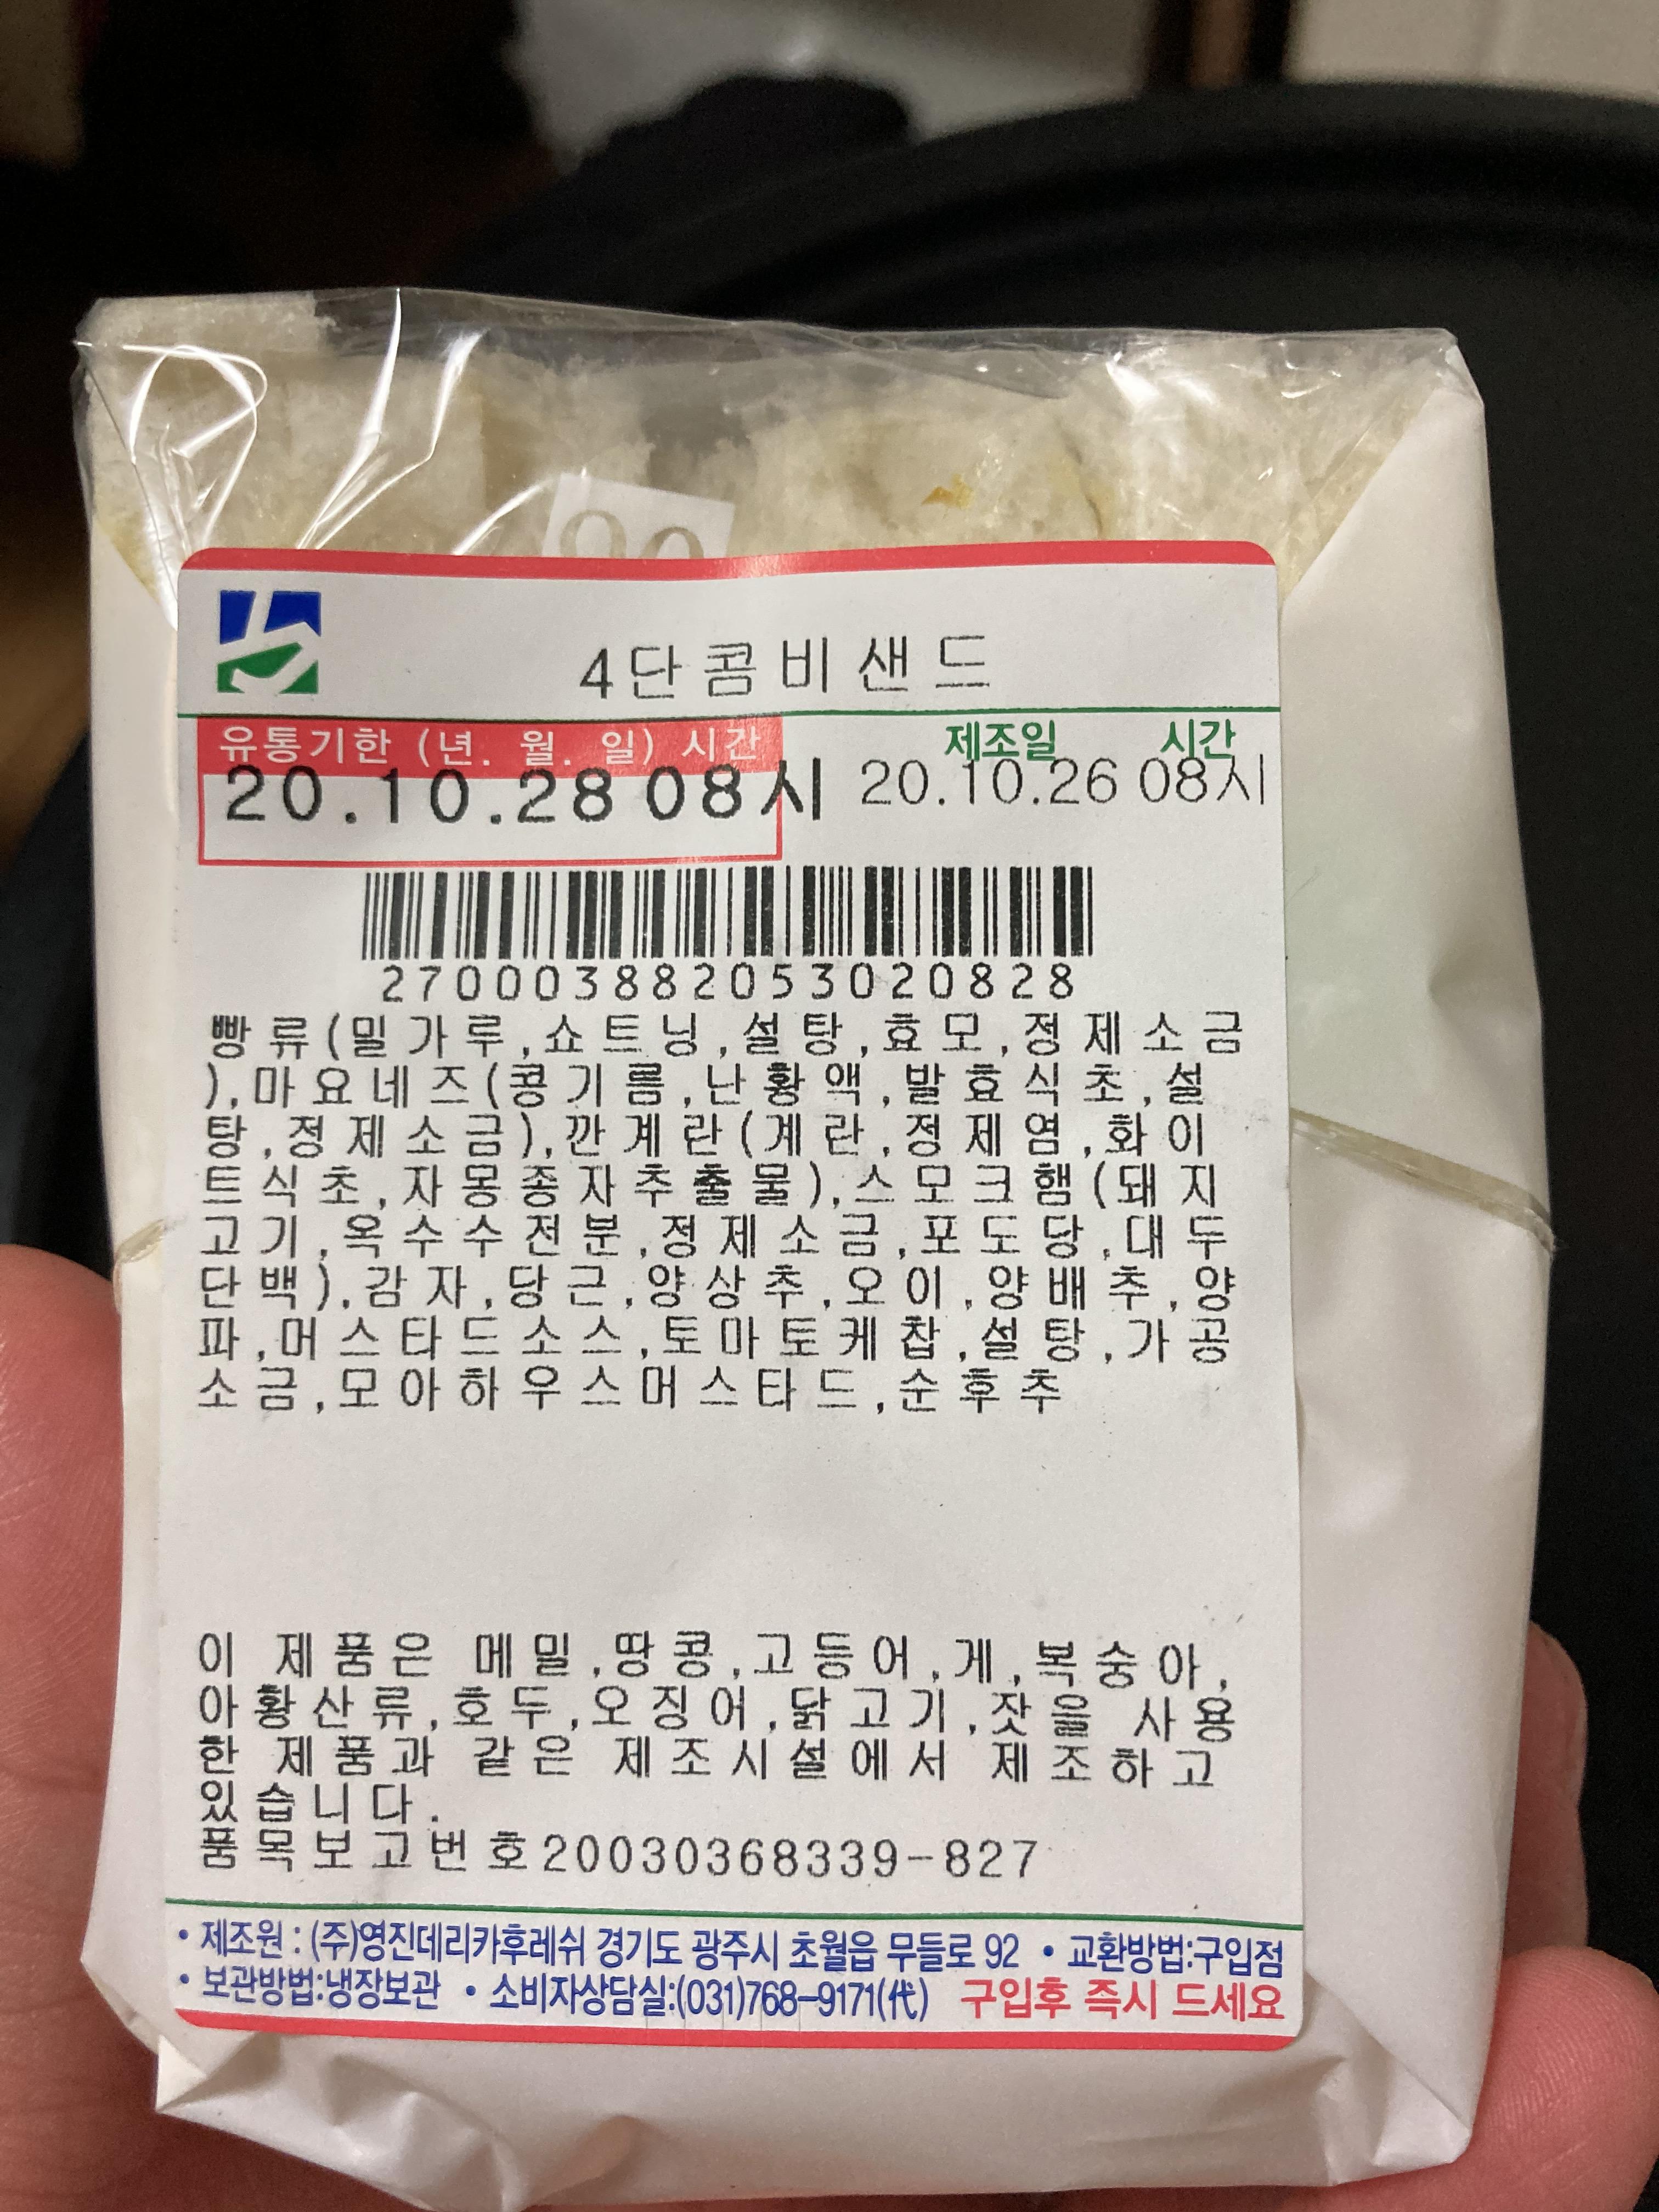 4단콤비샌드
유통기한 (년. 월. 일) 시간 제조일 시간
20.10.28 08시 20.10.26 08시
270003882053020828
빵류(밀가루,쇼트닝,설탕,효모,정제소금
),마요네즈(콩기름,난황액,발효식초,설
탕,정제소금),깐계란(계란,정제염,화이
트식초,자몽종자추출물),스모크햄(돼지
고기,옥수수전분,정제소금,포도당,대두
단백),감자,당근,양상추,오이,양배추,양
파,머스타드소스,토마토케찹,설탕,가공
소금,모아하우스머스타드,순후추
이 제품은 메밀,땅콩,고등어,게,복숭아,
아황산류,호두,오징어,닭고기,잣을 사용
한 제품과 같은 제조시설에서 제조하고
있습니다.
품목보고번호20030368339-827
• 제조원 : (주)영진데리카후레쉬 경기도 광주시 초월읍 무들로 92 • 교환방법:구입점
• 보관방법:냉장보관 • 소비자상담실:(031)768-9171(代) 구입후 즉시 드세요